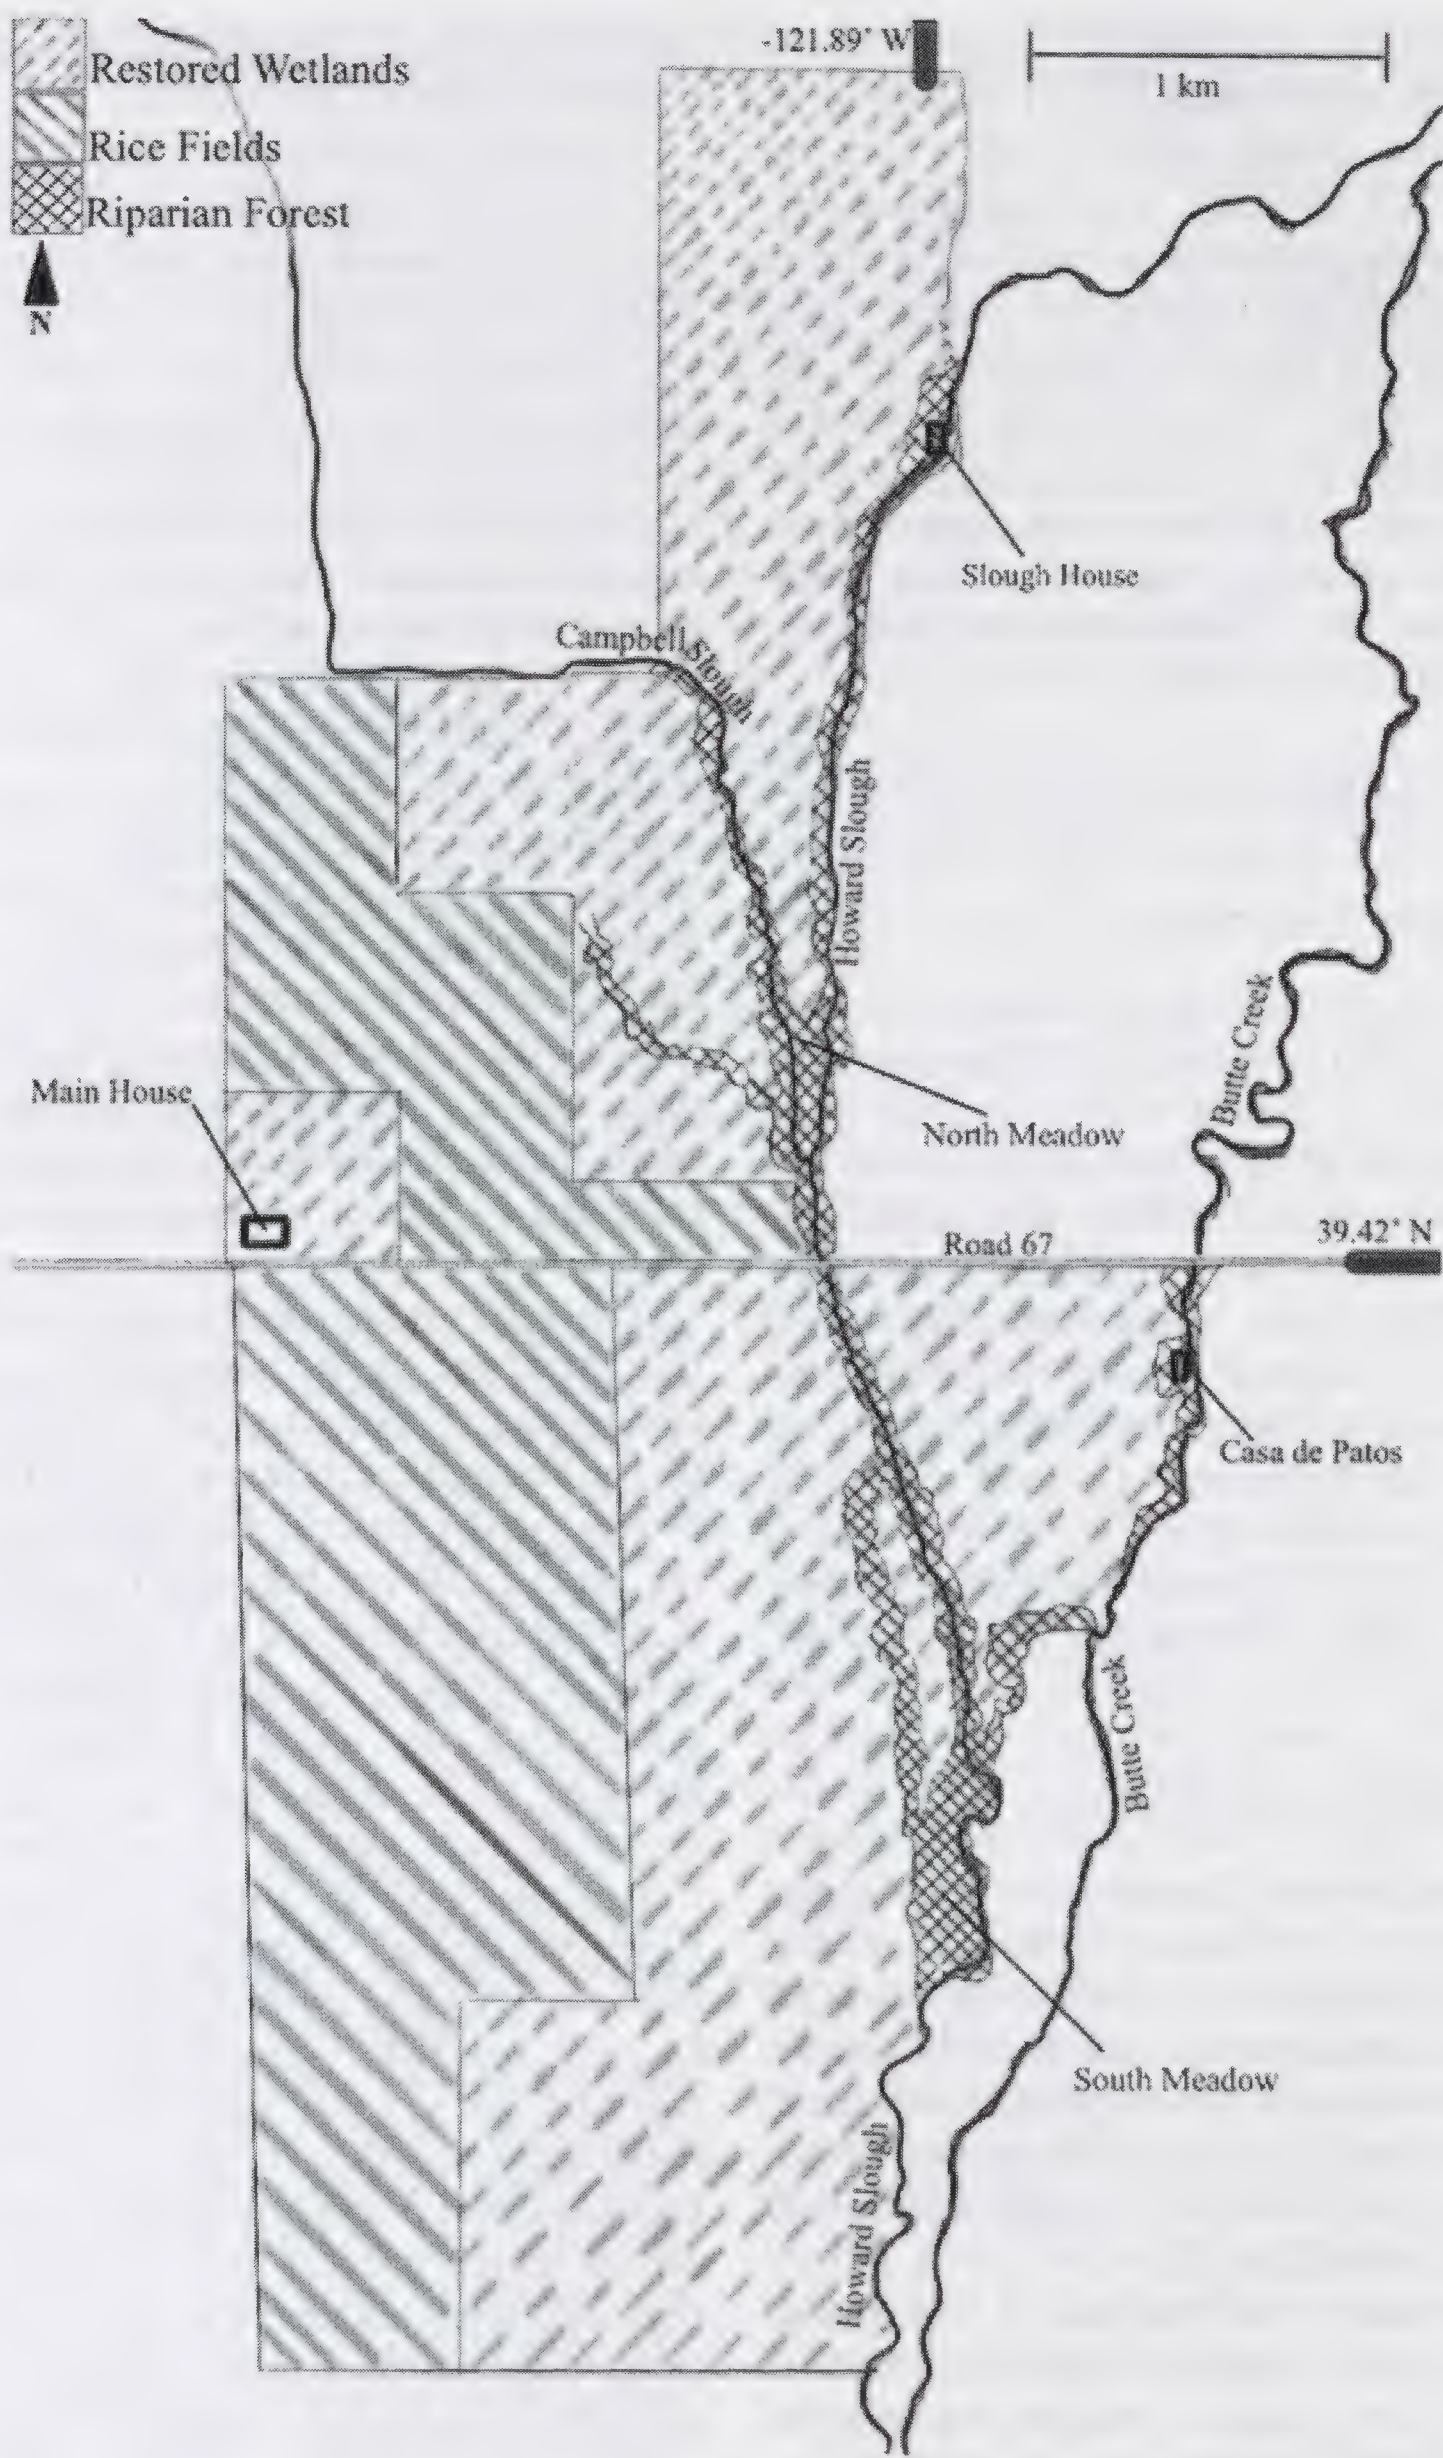 -121.89° W
1 km
Restored Wetlands
Rice Fields
Riparian Forest
N
Slough House
Campbell Slough
Howard Slough
Butte Creek
Main House
North Meadow
Road 67
39.42° N
Casa de Patos
Butte Creek
South Meadow
Howard Slough